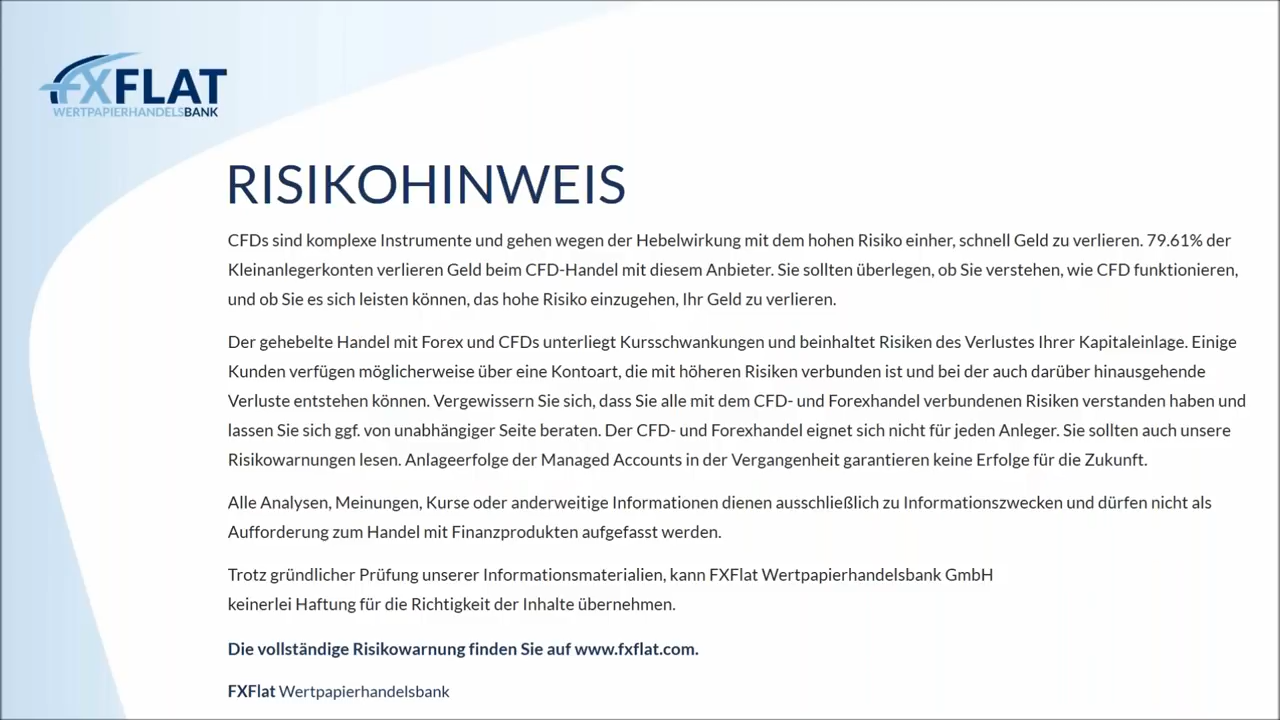 FXFLAT
WERTPAPIERHANDELSBANK
RISIKOHINWEIS
CFDs sind komplexe Instrumente und gehen wegen der Hebelwirkung mit dem hohen Risiko einher, schnell Geld zu verlieren. 79.61% der
Kleinanlegerkonten verlieren Geld beim CFD-Handel mit diesem Anbieter. Sie sollten überlegen, ob Sie verstehen, wie CFD funktionieren,
und ob Sie es sich leisten können, das hohe Risiko einzugehen, Ihr Geld zu verlieren.
Der gehebelte Handel mit Forex und CFDs unterliegt Kursschwankungen und beinhaltet Risiken des Verlustes Ihrer Kapitaleinlage. Einige
Kunden verfügen möglicherweise über eine Kontoart, die mit höheren Risiken verbunden ist und bei der auch darüber hinausgehende
Verluste entstehen können. Vergewissern Sie sich, dass Sie alle mit dem CFD- und Forexhandel verbundenen Risiken verstanden haben und
lassen Sie sich ggf. von unabhängiger Seite beraten. Der CFD- und Forexhandel eignet sich nicht für jeden Anleger. Sie sollten auch unsere
Risikowarnungen lesen. Anlageerfolge der Managed Accounts in der Vergangenheit garantieren keine Erfolge für die Zukunft.
Alle Analysen, Meinungen, Kurse oder anderweitige Informationen dienen ausschließlich zu Informationszwecken und dürfen nicht als
Aufforderung zum Handel mit Finanzprodukten aufgefasst werden.
Trotz gründlicher Prüfung unserer Informationsmaterialien, kann FXFlat Wertpapierhandelsbank GmbH
keinerlei Haftung für die Richtigkeit der Inhalte übernehmen.
Die vollständige Risikowarnung finden Sie auf www.fxflat.com.
FXFlat Wertpapierhandelsbank